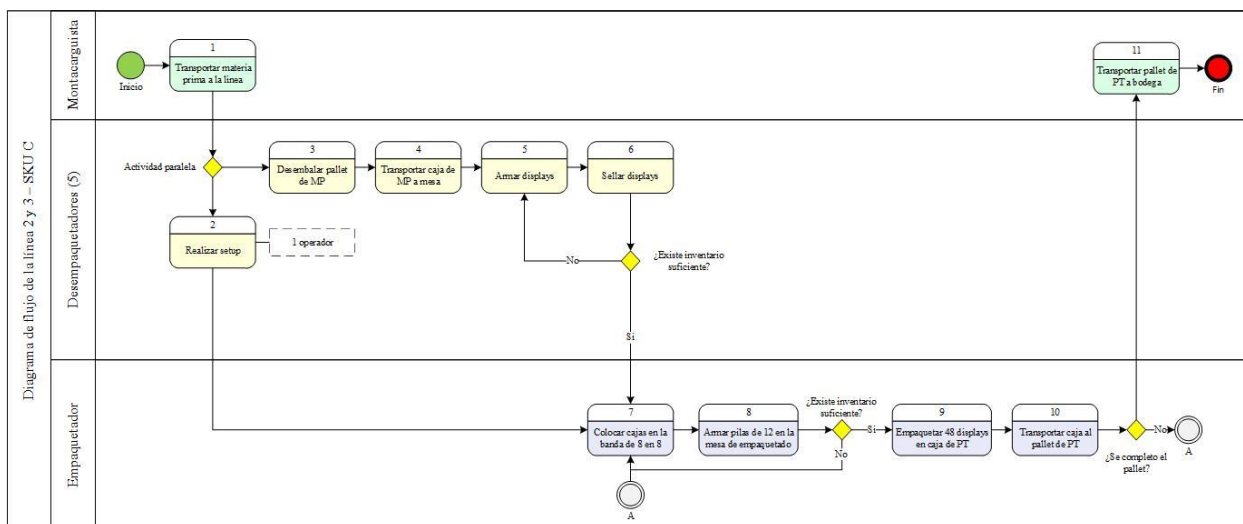 Diagrama de flujo de la línea 2 y 3 – SKU C
Montacarguista
Inicio
1
Transportar materia
prima a la línea
11
Transportar pallet de
PT a bodega
Fin
Desempaquetadores (5)
Actividad paralela
3
Desembalar pallet
de MP
4
Transportar caja de
MP a mesa
5
Armar displays
6
Sellar displays
2
Realizar setup
1 operador
No
¿Existe inventario
suficiente?
Si
Empaquetador
7
Colocar cajas en la
banda de 8 en 8
8
Armar pilas de 12 en la
mesa de empaquetado
¿Existe inventario
suficiente?
Si
No
9
Empaquetar 48 displays
en caja de PT
10
Transportar caja al
pallet de PT
No
¿Se completo el
pallet?
A
A